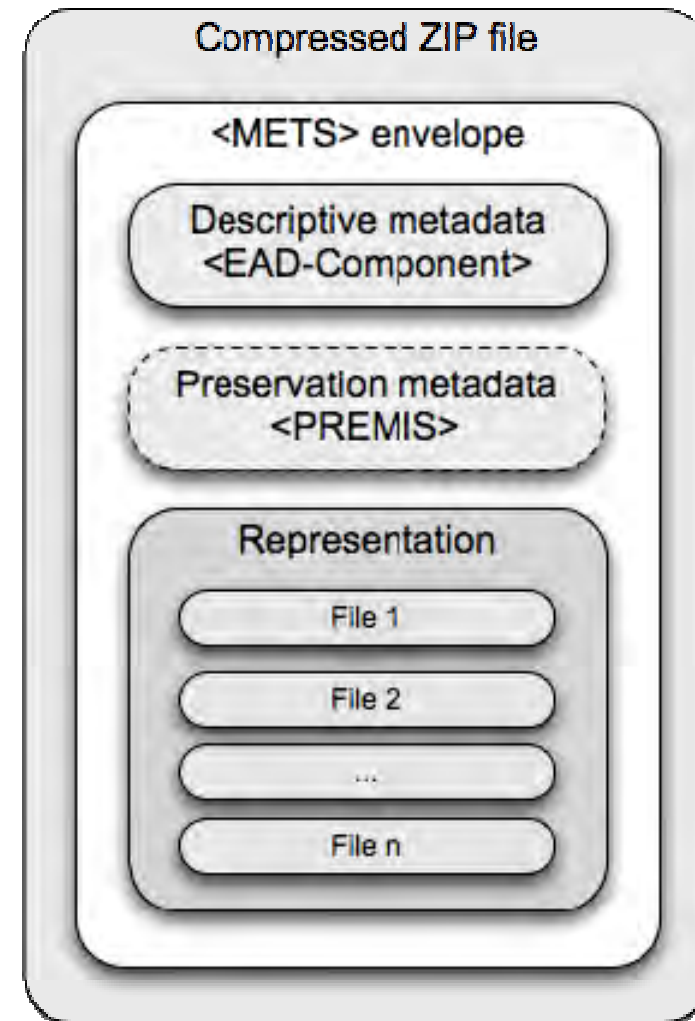 Compressed ZIP file
<METS> envelope
Descriptive metadata
<EAD-Component>
Preservation metadata
<PREMIS>
Representation
File 1
File 2
...
File n